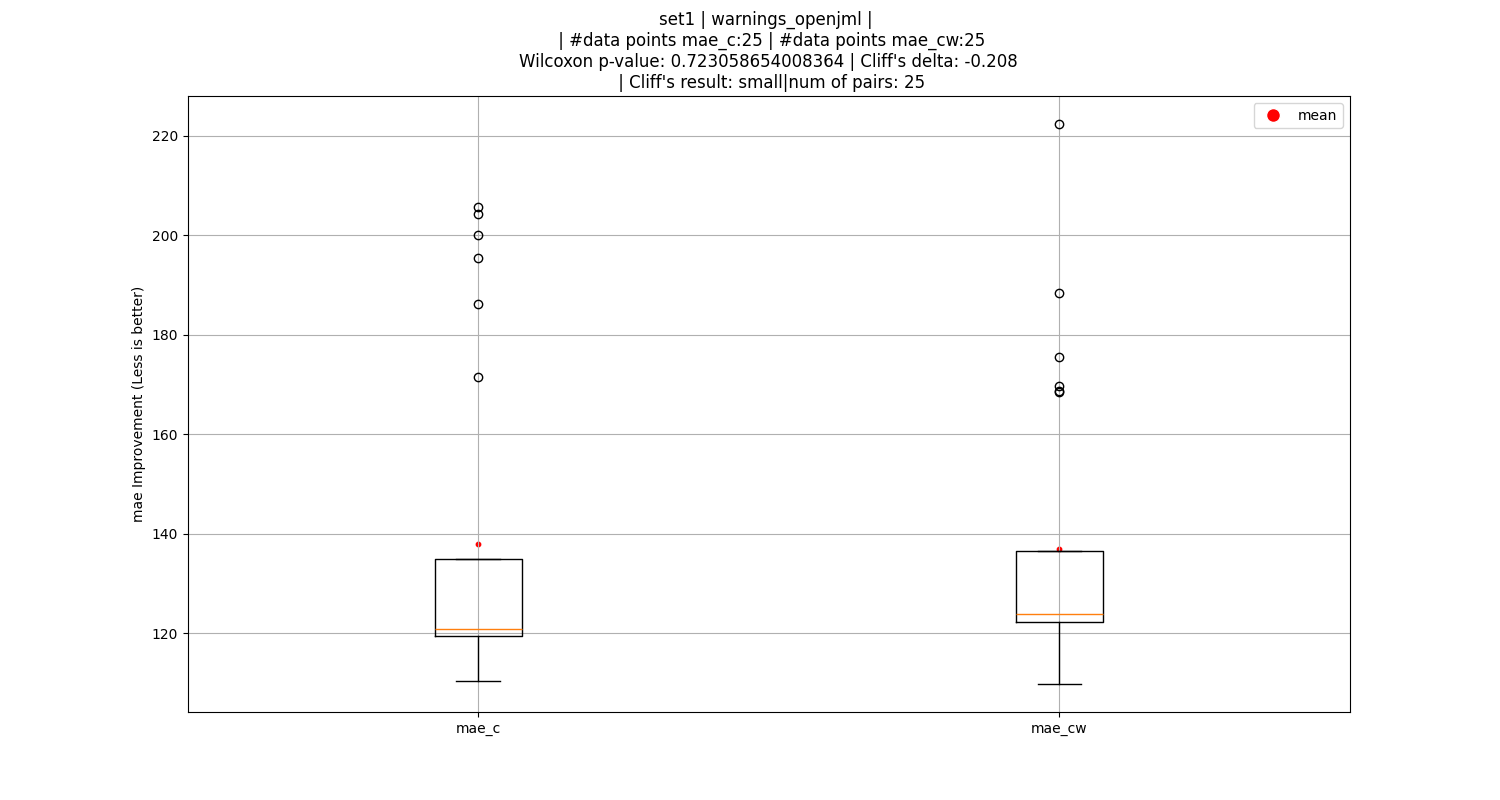 set1 | warnings_openjml |
| #data points mae_c:25 | #data points mae_cw:25
Wilcoxon p-value: 0.723058654008364 | Cliff's delta: -0.208
| Cliff's result: small|num of pairs: 25
mean
220
200
180
160
140
120
mae Improvement (Less is better)
mae_c
mae_cw